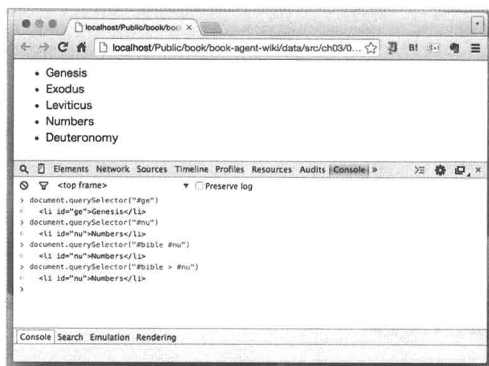 localhost/Public/book/boo
localhost/Public/book/book-agent-wiki/data/src/ch03/0...
B!
• Genesis
• Exodus
• Leviticus
• Numbers
• Deuteronomy
Elements Network Sources Timeline Profiles Resources Audits Console »
<top frame> ▼ Preserve log
> document.querySelector("#ge")
<li id="ge">Genesis</li>
> document.querySelector("#nu")
<li id="nu">Numbers</li>
> document.querySelector("#bible #nu")
<li id="nu">Numbers</li>
> document.querySelector("#bible > #nu")
<li id="nu">Numbers</li>
>
Console Search Emulation Rendering